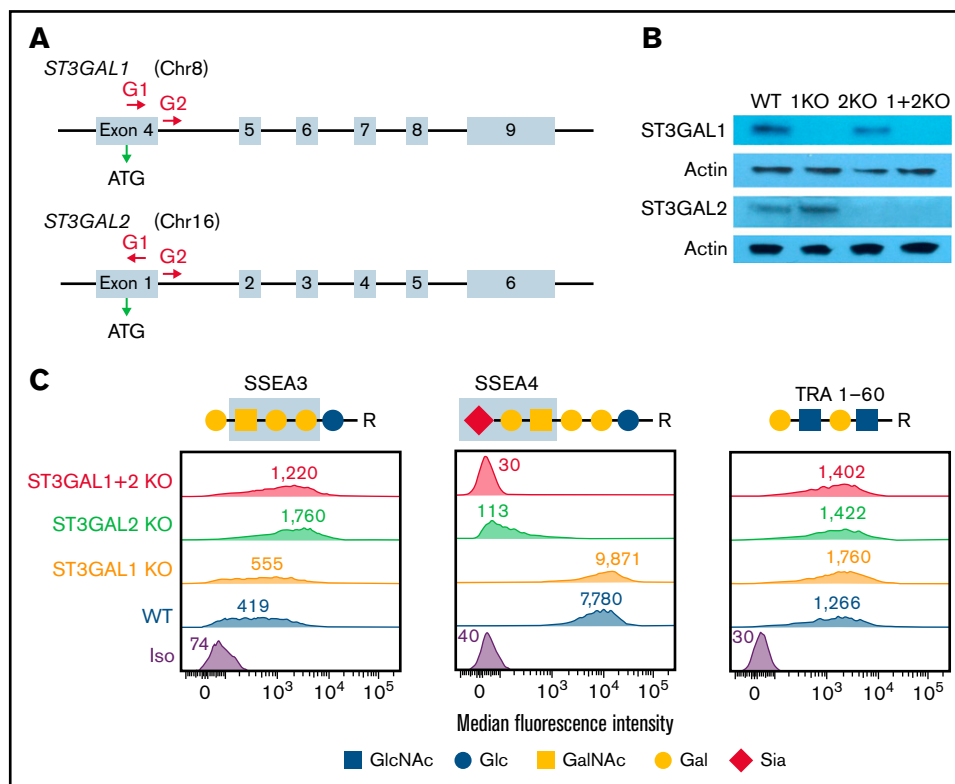 A
ST3GAL1 (Chr8)
G1
G2
Exon 4 5 6 7 8 9
ATG
ST3GAL2 (Chr16)
G1
G2
Exon 1 2 3 4 5 6
ATG
B
WT 1KO 2KO 1+2KO
ST3GAL1
Actin
ST3GAL2
Actin
C
SSEA3 SSEA4 TRA 1–60
R R R
ST3GAL1+2 KO 1,220 30 1,402
ST3GAL2 KO 1,760 113 1,422
ST3GAL1 KO 555 9,871 1,760
WT 419 7,780 1,266
Iso 74 40 30
0 10³ 10⁴ 10⁵ 0 10³ 10⁴ 10⁵ 0 10³ 10⁴ 10⁵
Median fluorescence intensity
GlcNAc Glc GalNAc Gal Sia